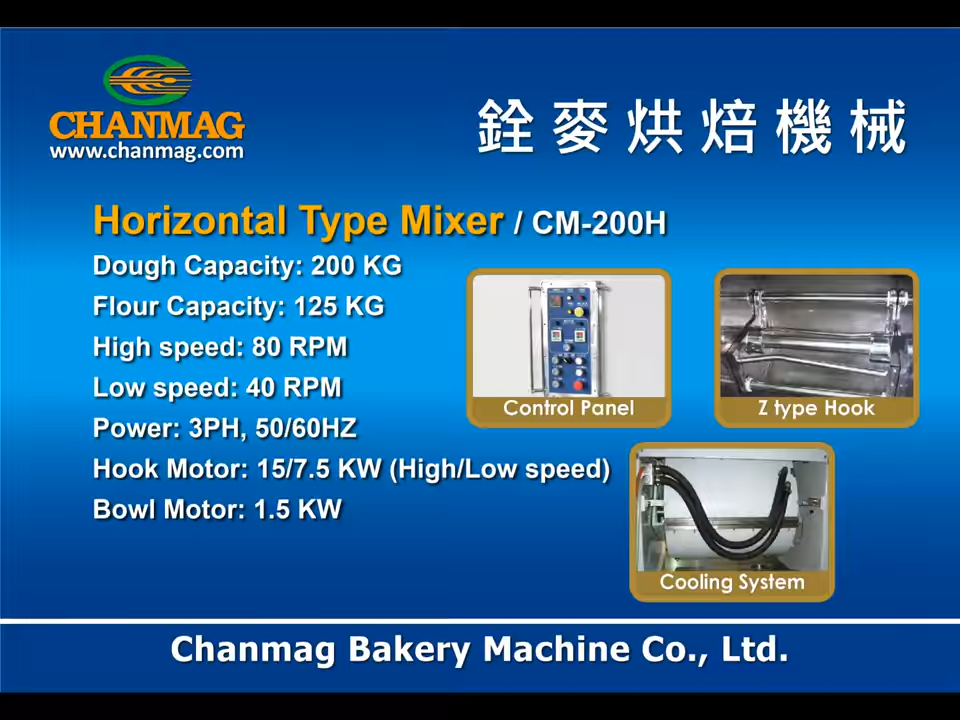 CHANMAG
www.chanmag.com
銓麥烘焙機械
Horizontal Type Mixer / CM-200H
Dough Capacity: 200 KG
Flour Capacity: 125 KG
High speed: 80 RPM
Low speed: 40 RPM
Power: 3PH, 50/60HZ
Hook Motor: 15/7.5 KW (High/Low speed)
Bowl Motor: 1.5 KW
Control Panel
Z type Hook
Cooling System
Chanmag Bakery Machine Co., Ltd.